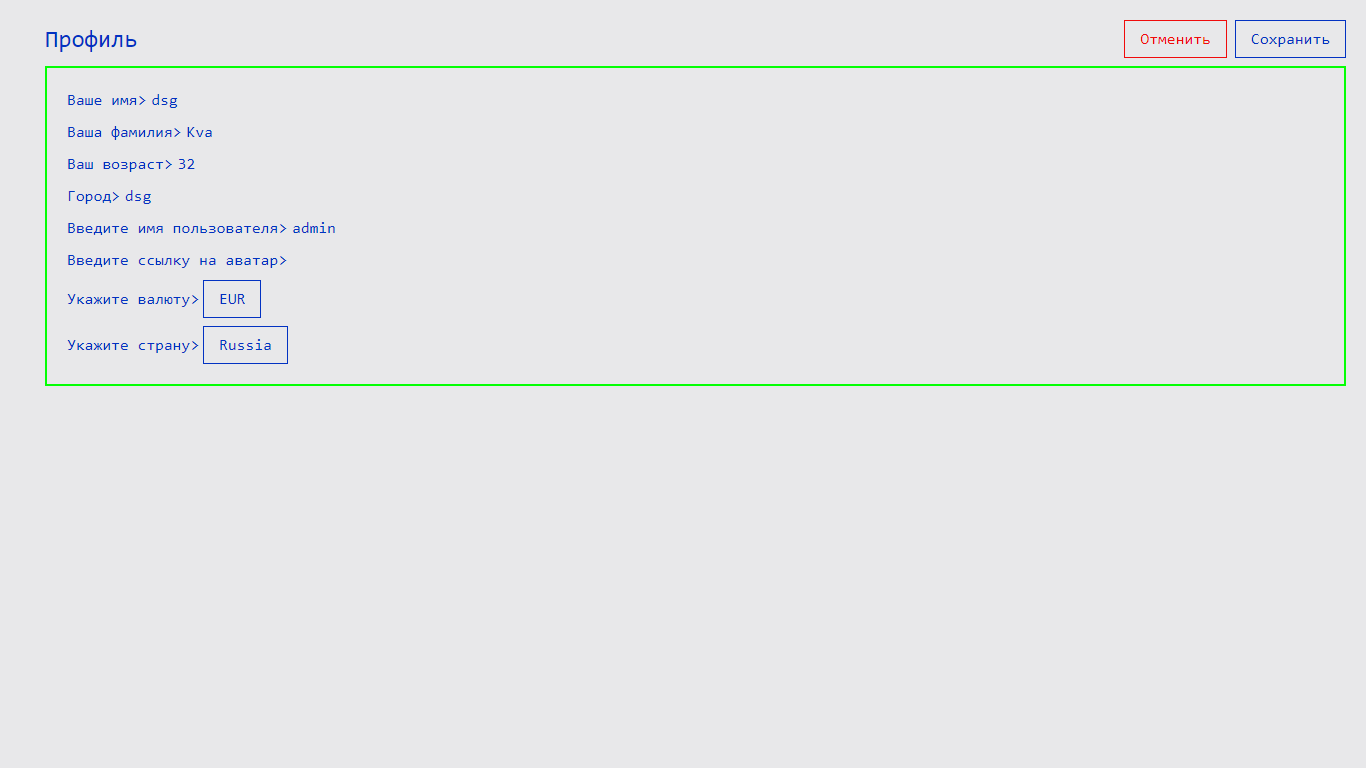 Профиль
Отменить
Сохранить
Ваше имя> dsg
Ваша фамилия> Kva
Ваш возраст> 32
Город> dsg
Введите имя пользователя> admin
Введите ссылку на аватар>
Укажите валюту> EUR
Укажите страну> Russia